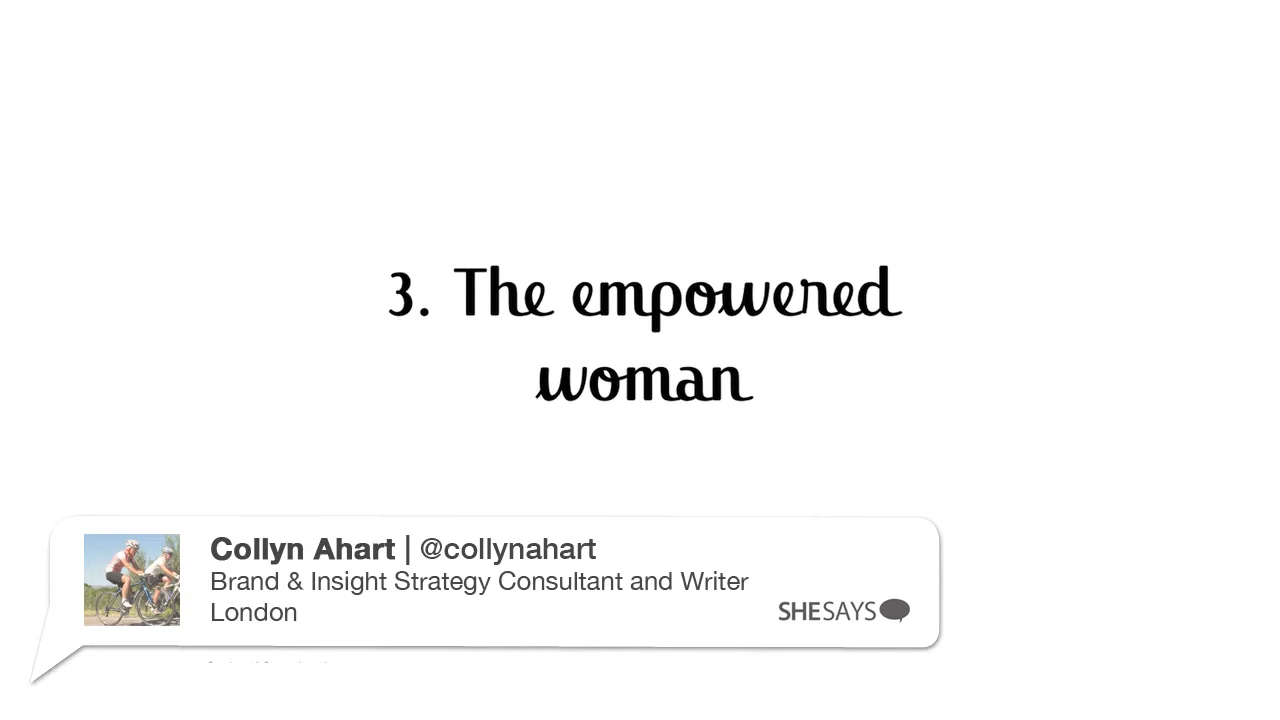 3. The empowered
woman
Collyn Ahart | @collynahart
Brand & Insight Strategy Consultant and Writer
London
SHESAYS